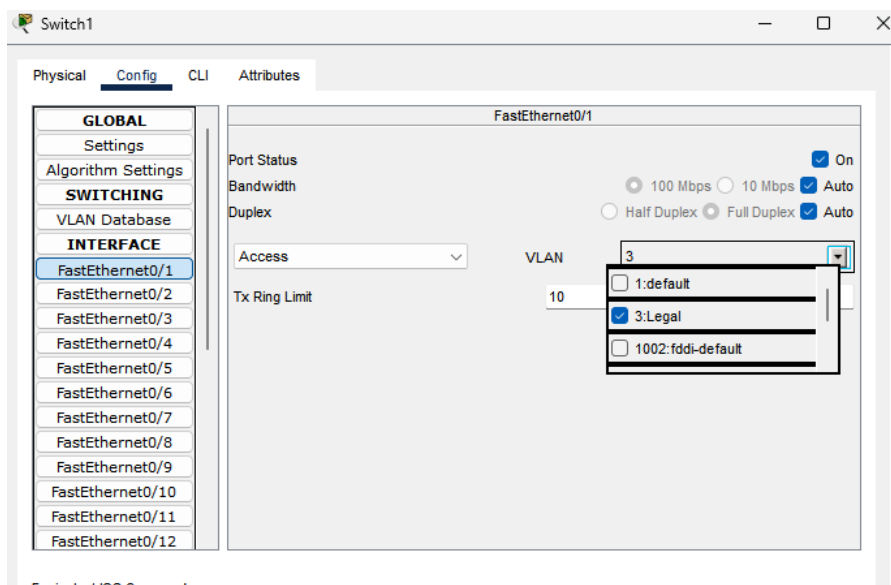 Switch1
Physical Config CLI Attributes
GLOBAL
Settings
Algorithm Settings
SWITCHING
VLAN Database
INTERFACE
FastEthernet0/1
FastEthernet0/2
FastEthernet0/3
FastEthernet0/4
FastEthernet0/5
FastEthernet0/6
FastEthernet0/7
FastEthernet0/8
FastEthernet0/9
FastEthernet0/10
FastEthernet0/11
FastEthernet0/12
FastEthernet0/1
Port Status On
Bandwidth 100 Mbps 10 Mbps Auto
Duplex Half Duplex Full Duplex Auto
Access VLAN 3
1:default
Tx Ring Limit 10
3:Legal
1002:fddi-default